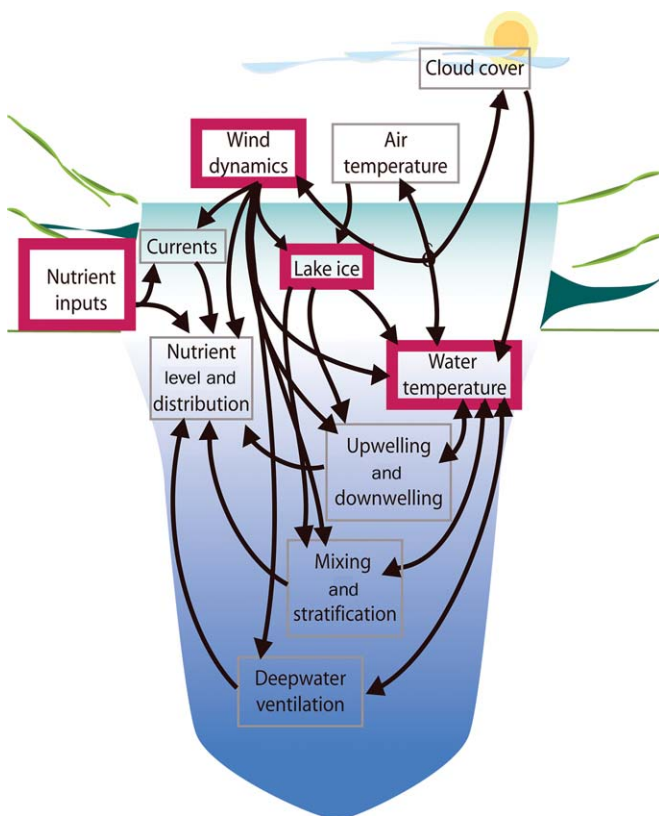 Cloud cover
Wind
dynamics
Air
temperature
Currents
Lake ice
Nutrient
inputs
Nutrient
level and
distribution
Water
temperature
Upwelling
and
downwelling
Mixing
and
stratification
Deepwater
ventilation